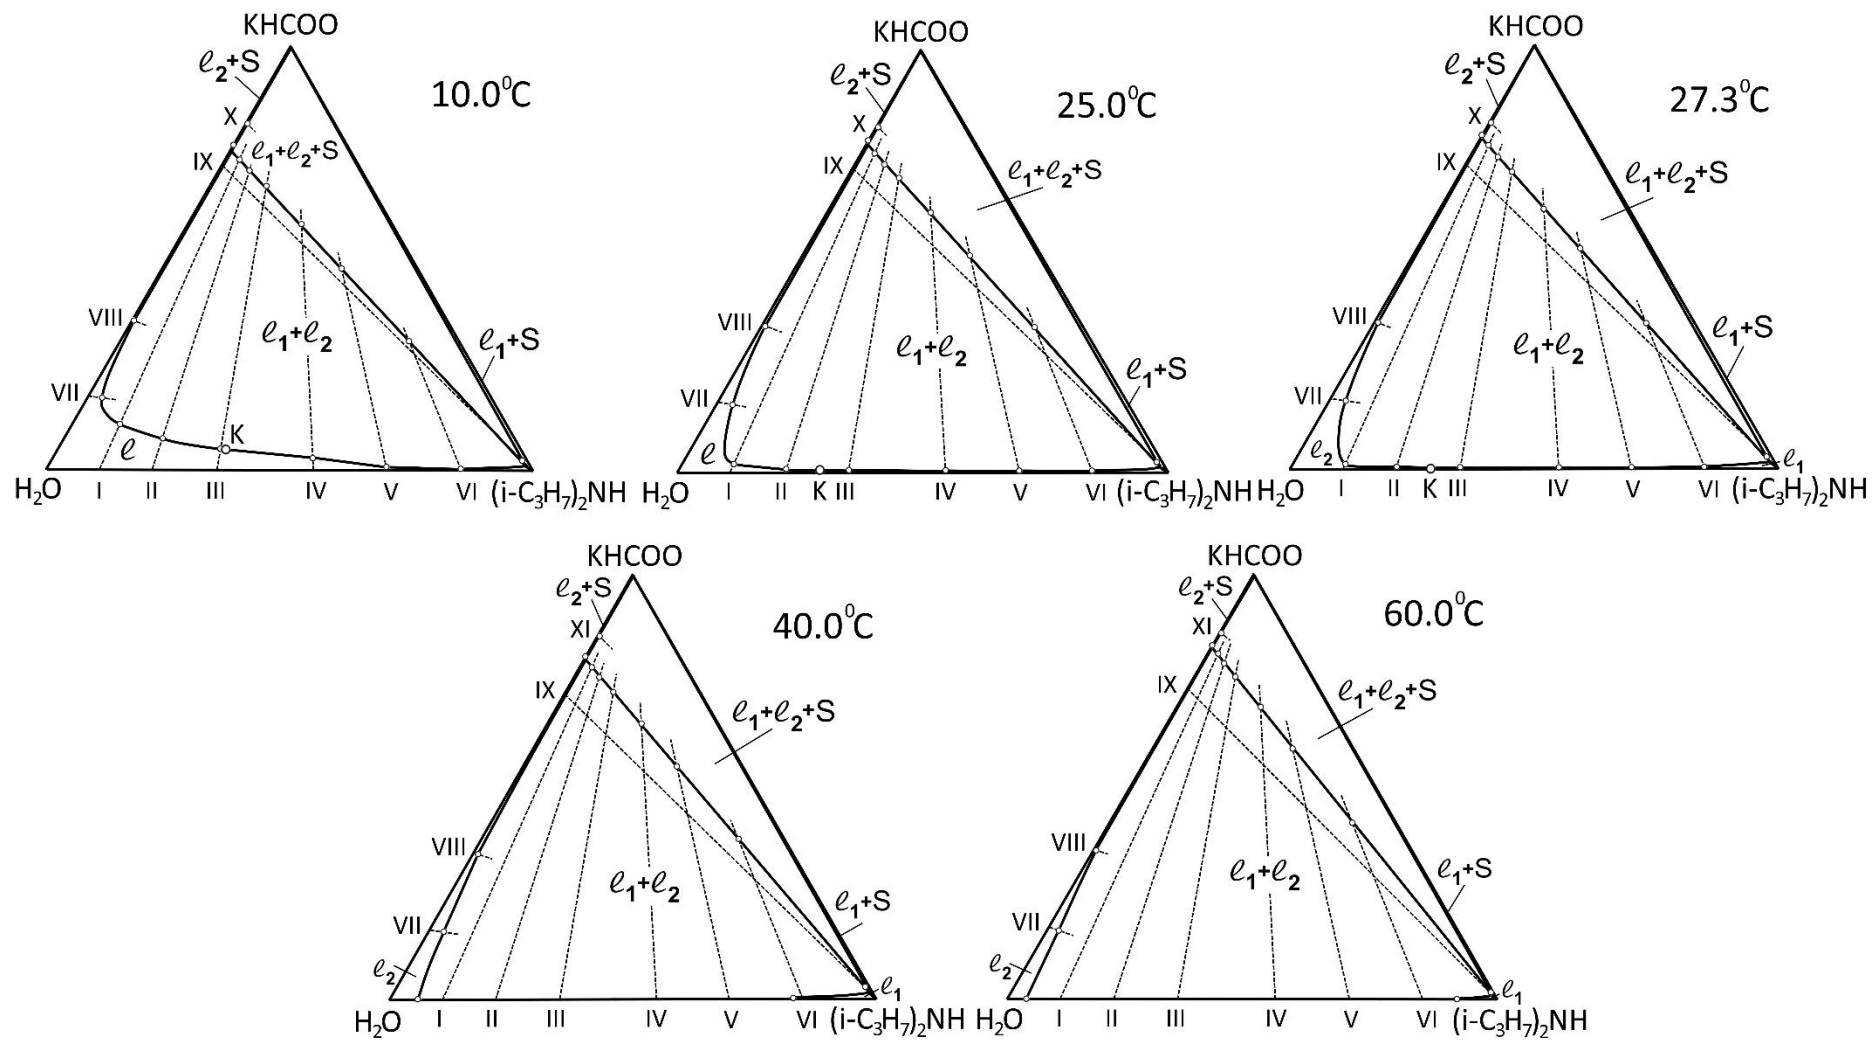 KHCOO
ℓ₂+S
10.0⁰C
X
IX
ℓ₁+ℓ₂+S
VIII
ℓ₁+ℓ₂
ℓ₁+S
VII
K
ℓ
H₂O I II III IV V VI (i-C₃H₇)₂NH
KHCOO
ℓ₂+S
25.0⁰C
X
IX
ℓ₁+ℓ₂+S
VIII
ℓ₁+ℓ₂
ℓ₁+S
VII
ℓ
H₂O I II K III IV V VI (i-C₃H₇)₂NH
KHCOO
ℓ₂+S
27.3⁰C
X
IX
ℓ₁+ℓ₂+S
VIII
ℓ₁+ℓ₂
ℓ₁+S
VII
ℓ₂
ℓ₁
H₂O I II K III IV V VI (i-C₃H₇)₂NH
KHCOO
ℓ₂+S
40.0⁰C
XI
IX
ℓ₁+ℓ₂+S
VIII
ℓ₁+ℓ₂
ℓ₁+S
VII
ℓ₂
ℓ₁
H₂O I II III IV V VI (i-C₃H₇)₂NH
KHCOO
ℓ₂+S
60.0⁰C
XI
IX
ℓ₁+ℓ₂+S
VIII
ℓ₁+ℓ₂
ℓ₁+S
VII
ℓ₂
ℓ₁
H₂O I II III IV V VI (i-C₃H₇)₂NH